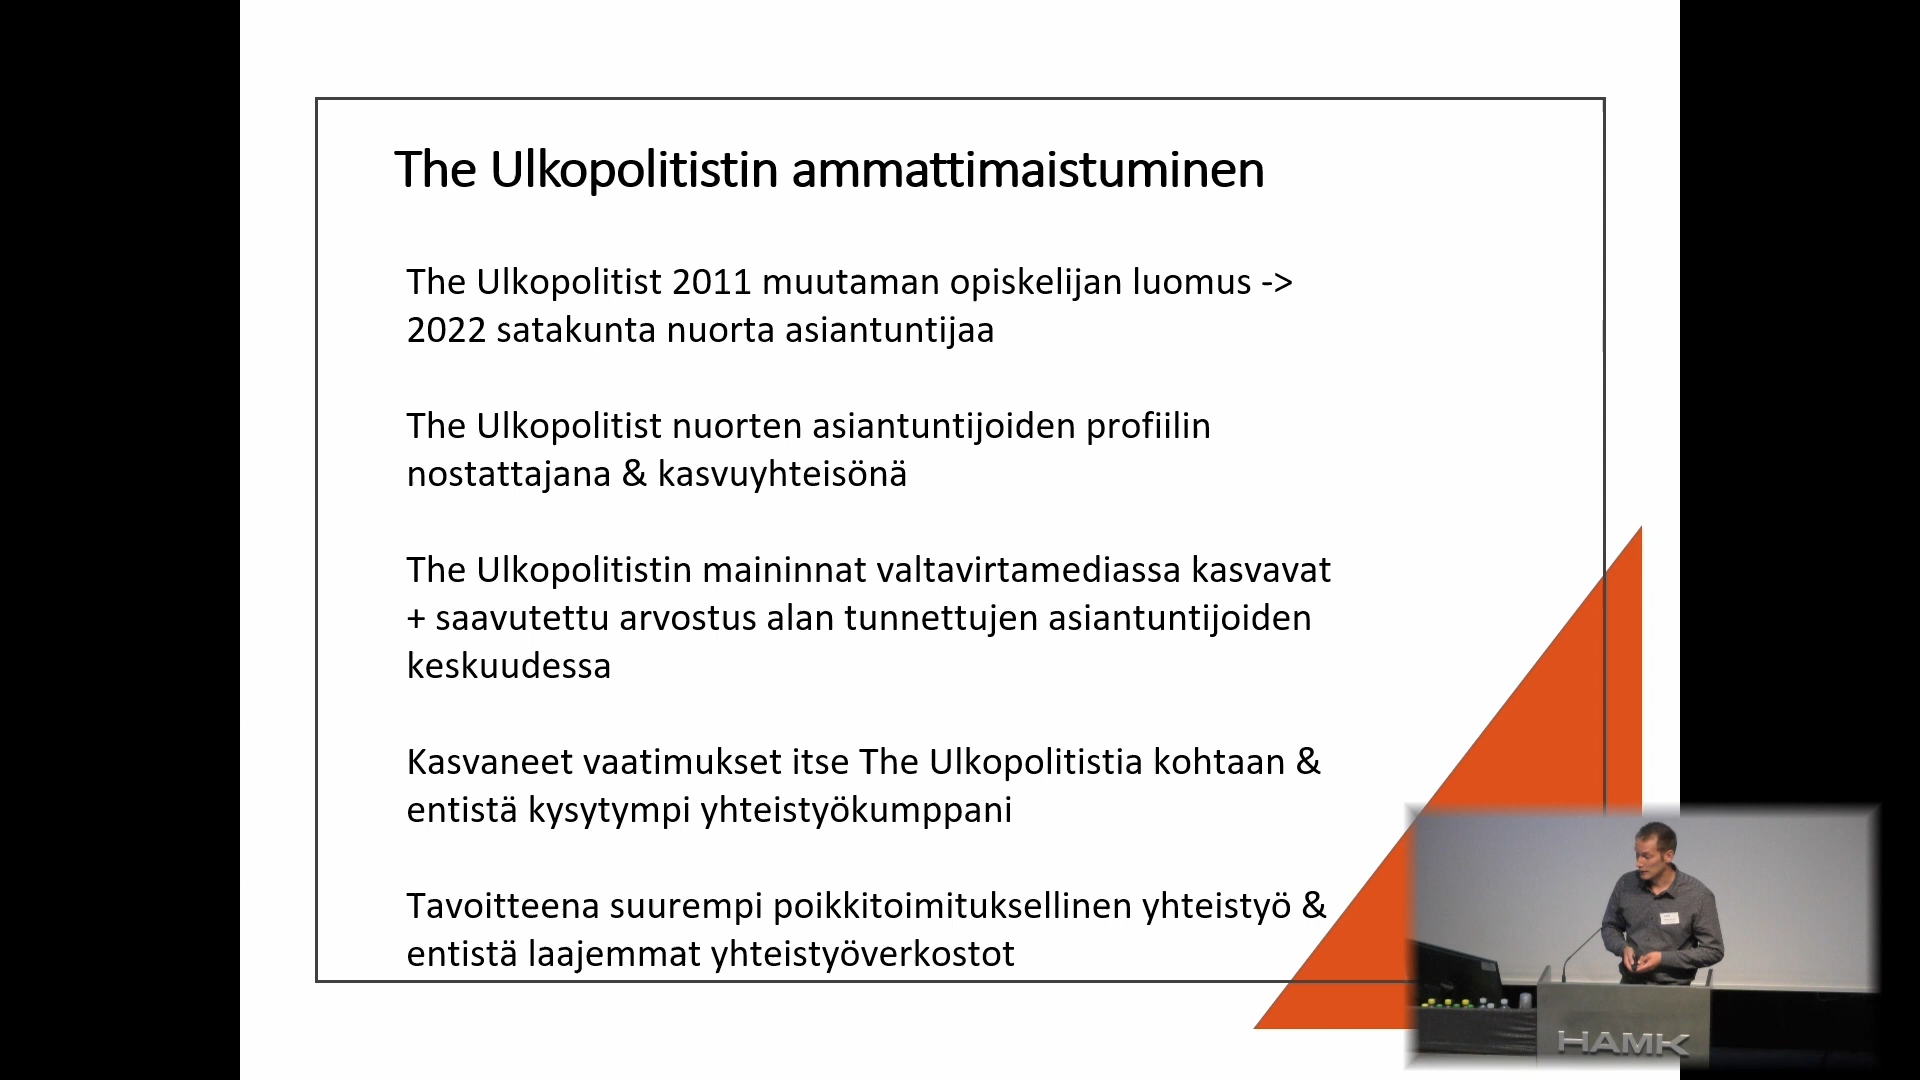 The Ulkopolitistin ammattimaistuminen
The Ulkopolitist 2011 muutaman opiskelijan luomus ->
2022 satakunta nuorta asiantuntijaa
The Ulkopolitist nuorten asiantuntijoiden profiilin
nostattajana & kasvuyhteisönä
The Ulkopolitistin maininnat valtavirtamediassa kasvavat
+ saavutettu arvostus alan tunnettujen asiantuntijoiden
keskuudessa
Kasvaneet vaatimukset itse The Ulkopolitistia kohtaan &
entistä kysytympi yhteistyökumppani
Tavoitteena suurempi poikkitoimituksellinen yhteistyö &
entistä laajemmat yhteistyöverkostot
HAMK